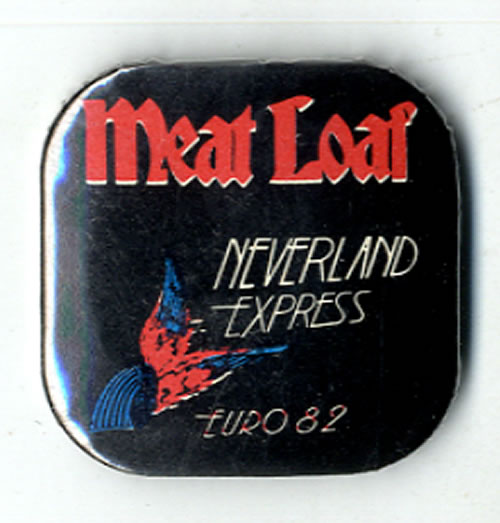 Meat Loaf
NEVERLAND
EXPRESS
EURO 82